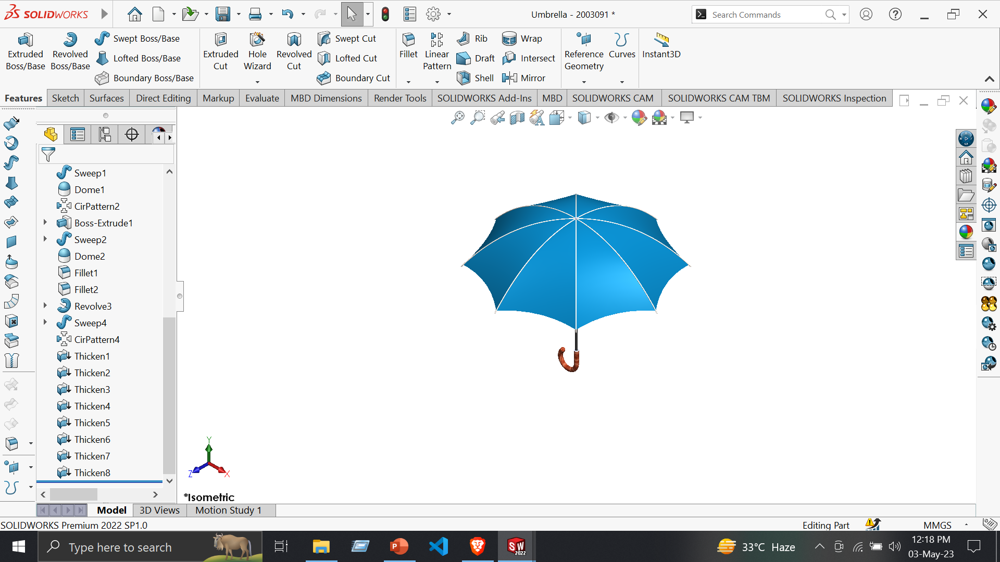 SOLIDWORKS
Umbrella - 2003091 *
Search Commands
Extruded Boss/Base
Revolved Boss/Base
Swept Boss/Base
Lofted Boss/Base
Boundary Boss/Base
Extruded Cut
Hole Wizard
Revolved Cut
Swept Cut
Lofted Cut
Boundary Cut
Fillet
Linear Pattern
Rib
Draft
Shell
Wrap
Intersect
Mirror
Reference Geometry
Curves
Instant3D
Features
Sketch
Surfaces
Direct Editing
Markup
Evaluate
MBD Dimensions
Render Tools
SOLIDWORKS Add-Ins
MBD
SOLIDWORKS CAM
SOLIDWORKS CAM TBM
SOLIDWORKS Inspection
Sweep1
Dome1
CirPattern2
Boss-Extrude1
Sweep2
Dome2
Fillet1
Fillet2
Revolve3
Sweep4
CirPattern4
Thicken1
Thicken2
Thicken3
Thicken4
Thicken5
Thicken6
Thicken7
Thicken8
Y
Z
X
*Isometric
Model
3D Views
Motion Study 1
SOLIDWORKS Premium 2022 SP1.0
Editing Part
MMGS
Type here to search
P
SW
2022
33°C Haze
12:18 PM
03-May-23